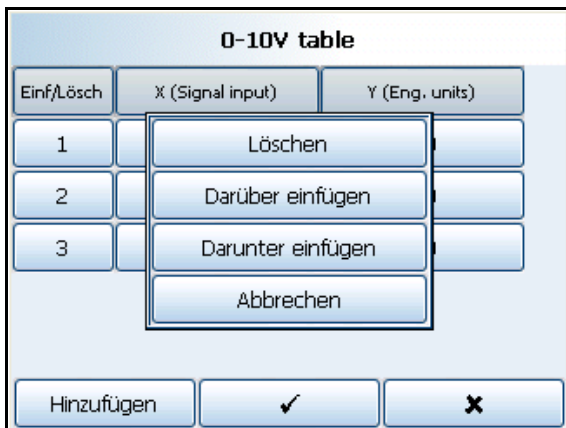 0-10V table
Einf/Lösch X (Signal input) Y (Eng. units)
1
Löschen
2
Darüber einfügen
3
Darunter einfügen
Abbrechen
Hinzufügen ✓ ✖